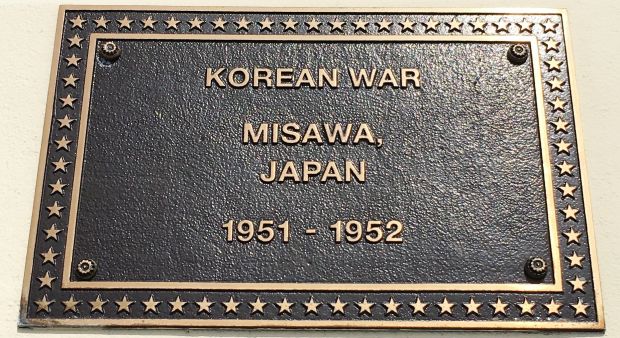 KOREAN WAR
MISAWA,
JAPAN
1951 - 1952